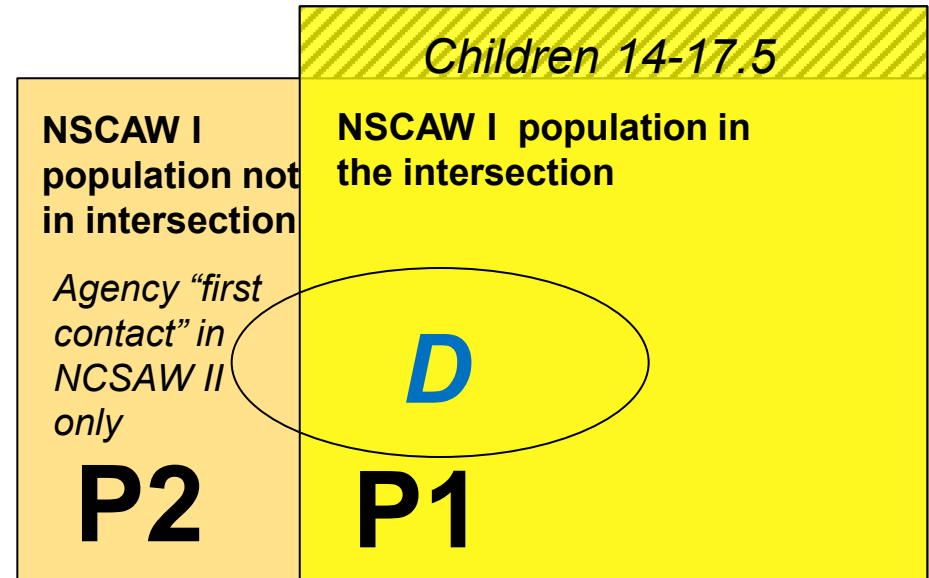 Children 14-17.5
NSCAW I
population not
in intersection
Agency “first
contact” in
NCSAW II
only
P2
NSCAW I  population in
the intersection
D
P1